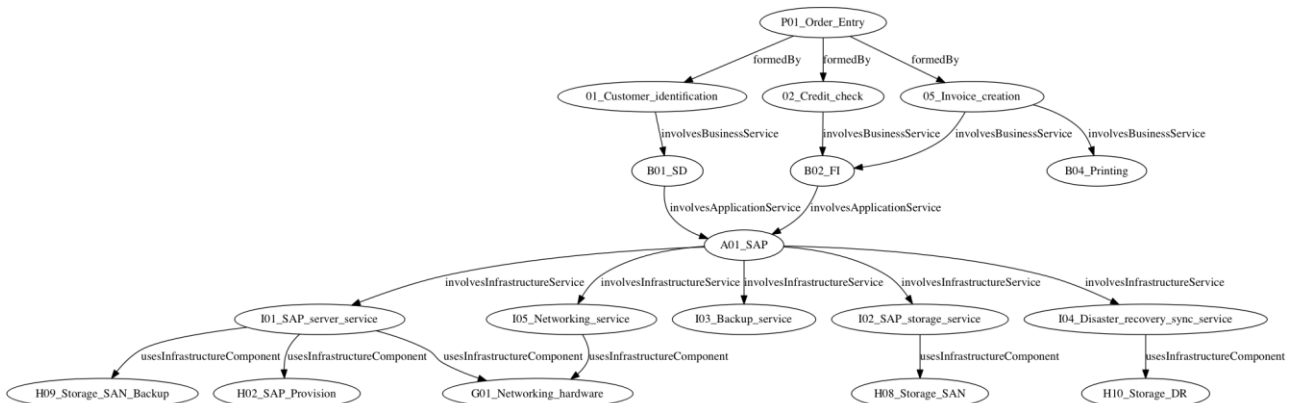 P01_Order_Entry
formedBy formedBy formedBy
01_Customer_identification 02_Credit_check 05_Invoice_creation
involvesBusinessService involvesBusinessService involvesBusinessService involvesBusinessService
B01_SD B02_FI B04_Printing
involvesApplicationService involvesApplicationService
A01_SAP
involvesInfrastructureService involvesInfrastructureService involvesInfrastructureService involvesInfrastructureService involvesInfrastructureService
I01_SAP_server_service I05_Networking_service I03_Backup_service I02_SAP_storage_service I04_Disaster_recovery_sync_service
usesInfrastructureComponent usesInfrastructureComponent usesInfrastructureComponent usesInfrastructureComponent usesInfrastructureComponent usesInfrastructureComponent
H09_Storage_SAN_Backup H02_SAP_Provision G01_Networking_hardware H08_Storage_SAN H10_Storage_DR